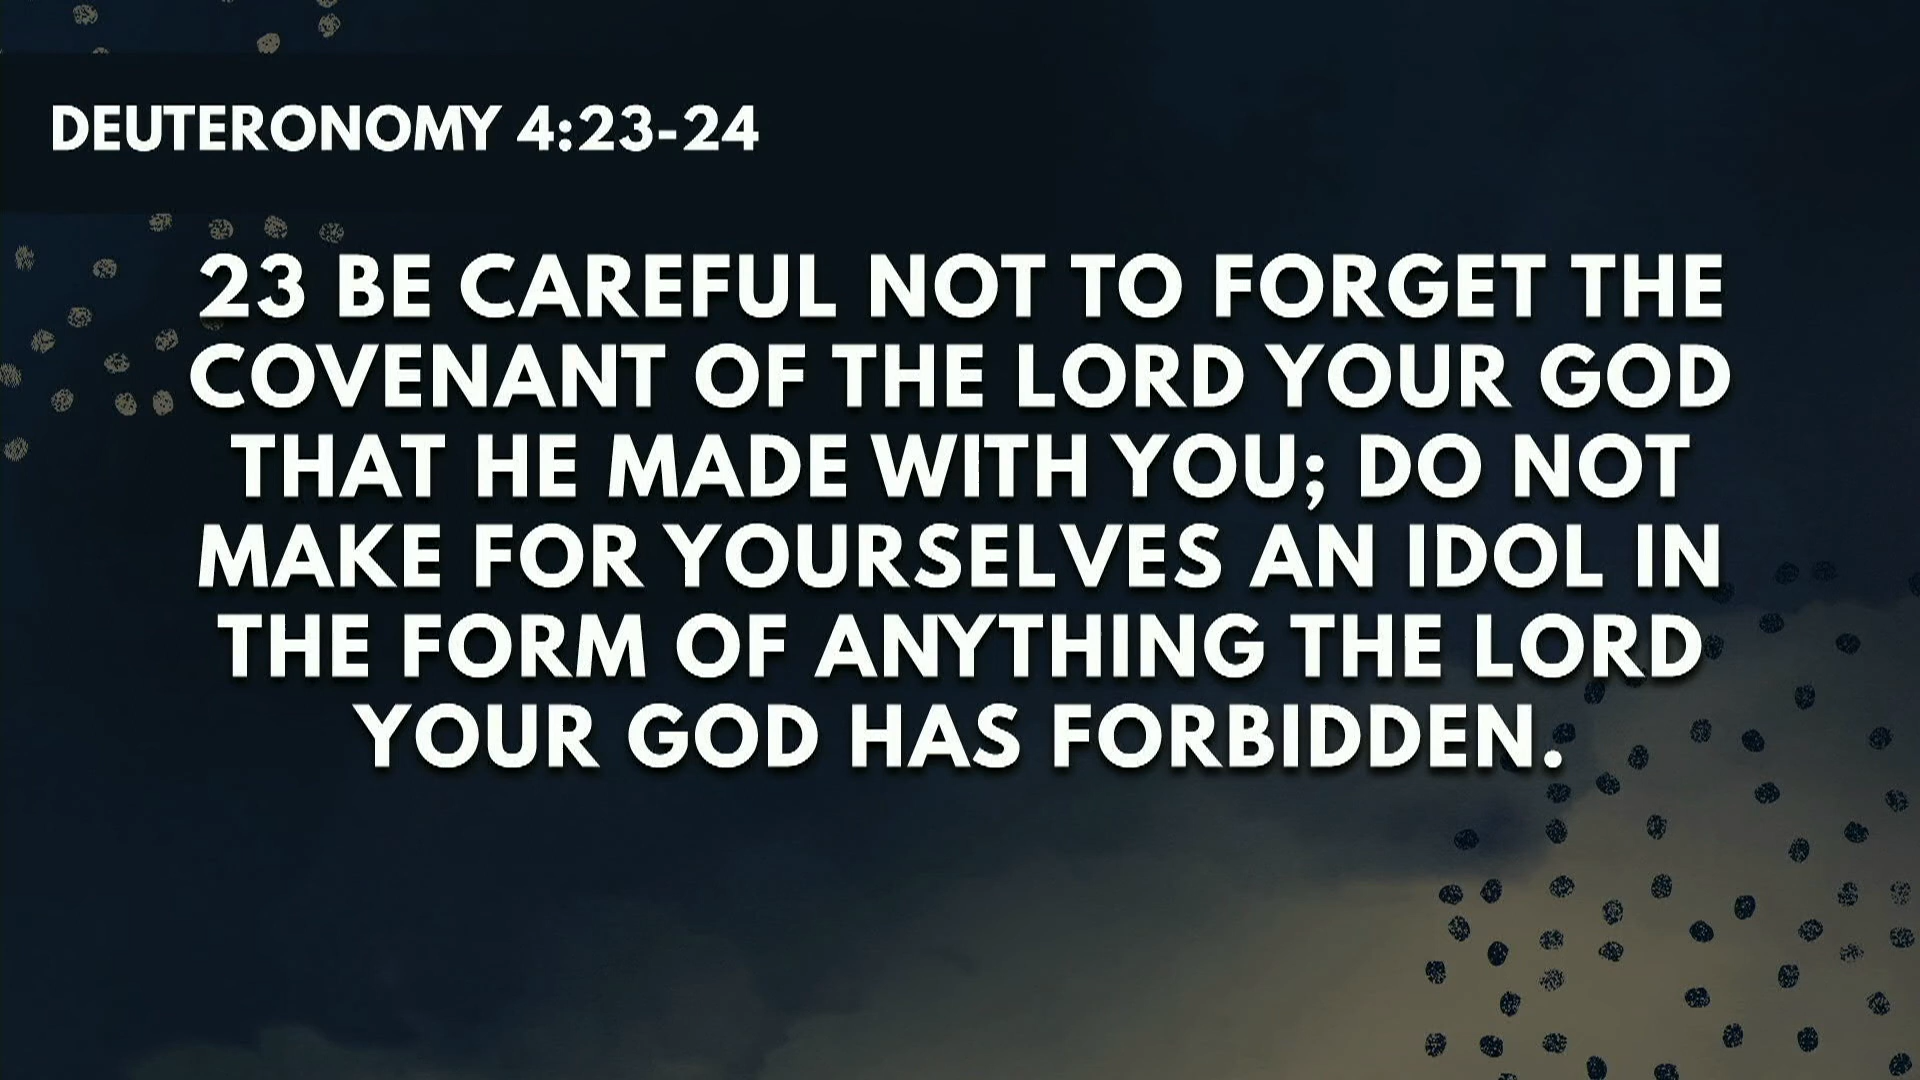 DEUTERONOMY 4:23-24
23 BE CAREFUL NOT TO FORGET THE
COVENANT OF THE LORD YOUR GOD
THAT HE MADE WITH YOU; DO NOT
MAKE FOR YOURSELVES AN IDOL IN
THE FORM OF ANYTHING THE LORD
YOUR GOD HAS FORBIDDEN.